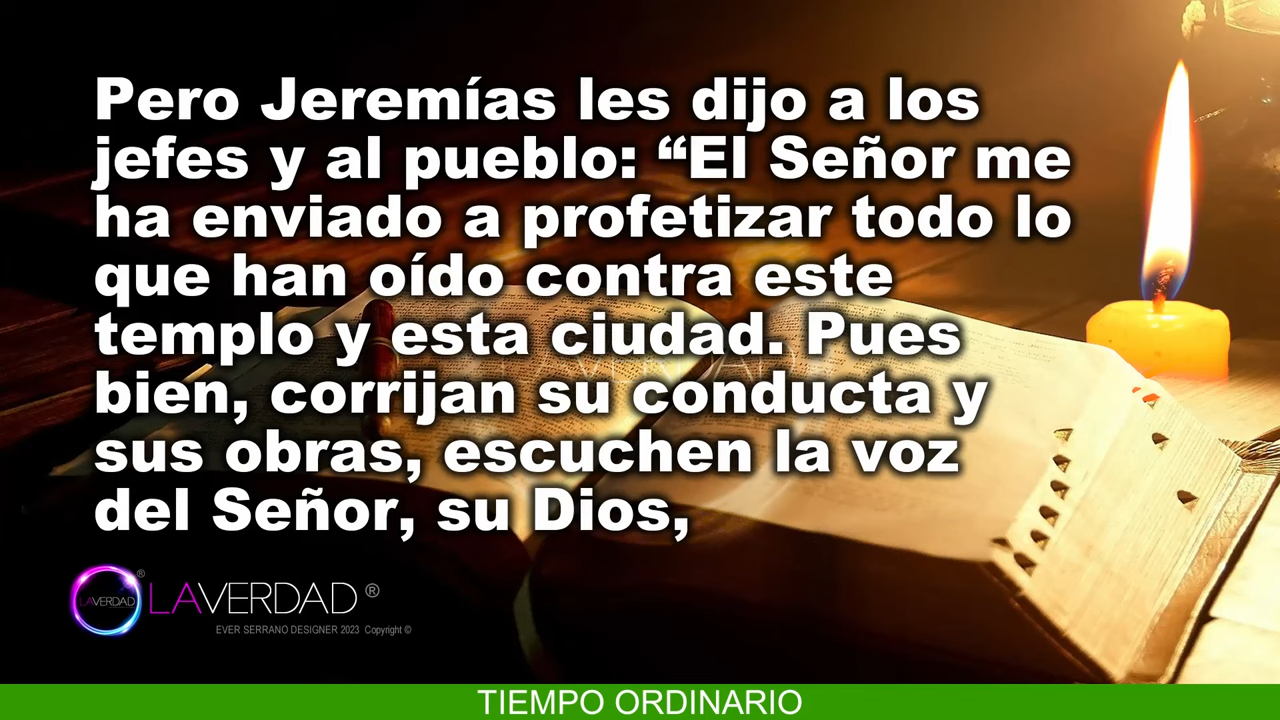 Pero Jeremías les dijo a los
jefes y al pueblo: “El Señor me
ha enviado a profetizar todo lo
que han oído contra este
templo y esta ciudad. Pues
bien, corrijan su conducta y
sus obras, escuchen la voz
del Señor, su Dios,
LAVERDAD ®
LAVERDAD ®
EVER SERRANO DESIGNER 2023 Copyright ©
TIEMPO ORDINARIO